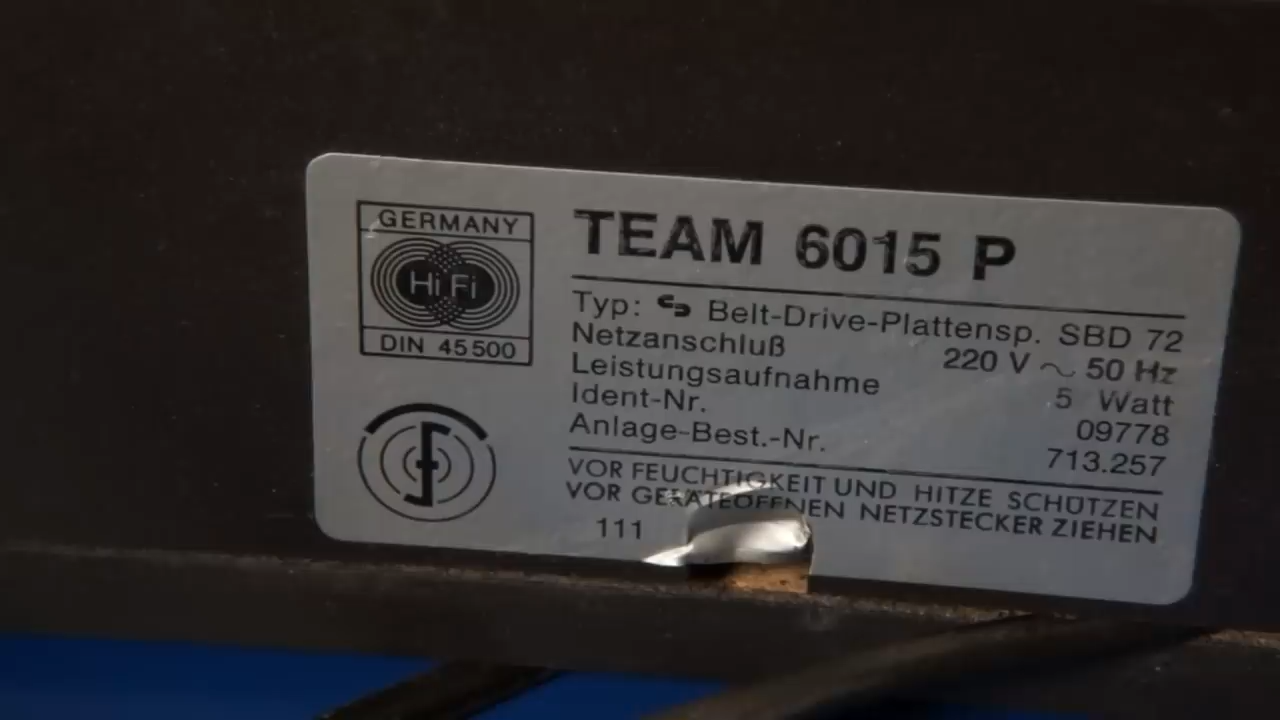 GERMANY
Hi Fi
DIN 45500
TEAM 6015 P
Typ: Belt-Drive-Plattensp. SBD 72
Netzanschluß 220 V ~ 50 Hz
Leistungsaufnahme 5 Watt
Ident-Nr. 09778
Anlage-Best.-Nr. 713.257
VOR FEUCHTIGKEIT UND HITZE SCHÜTZEN
VOR GERÄTEÖFFNEN NETZSTECKER ZIEHEN
111